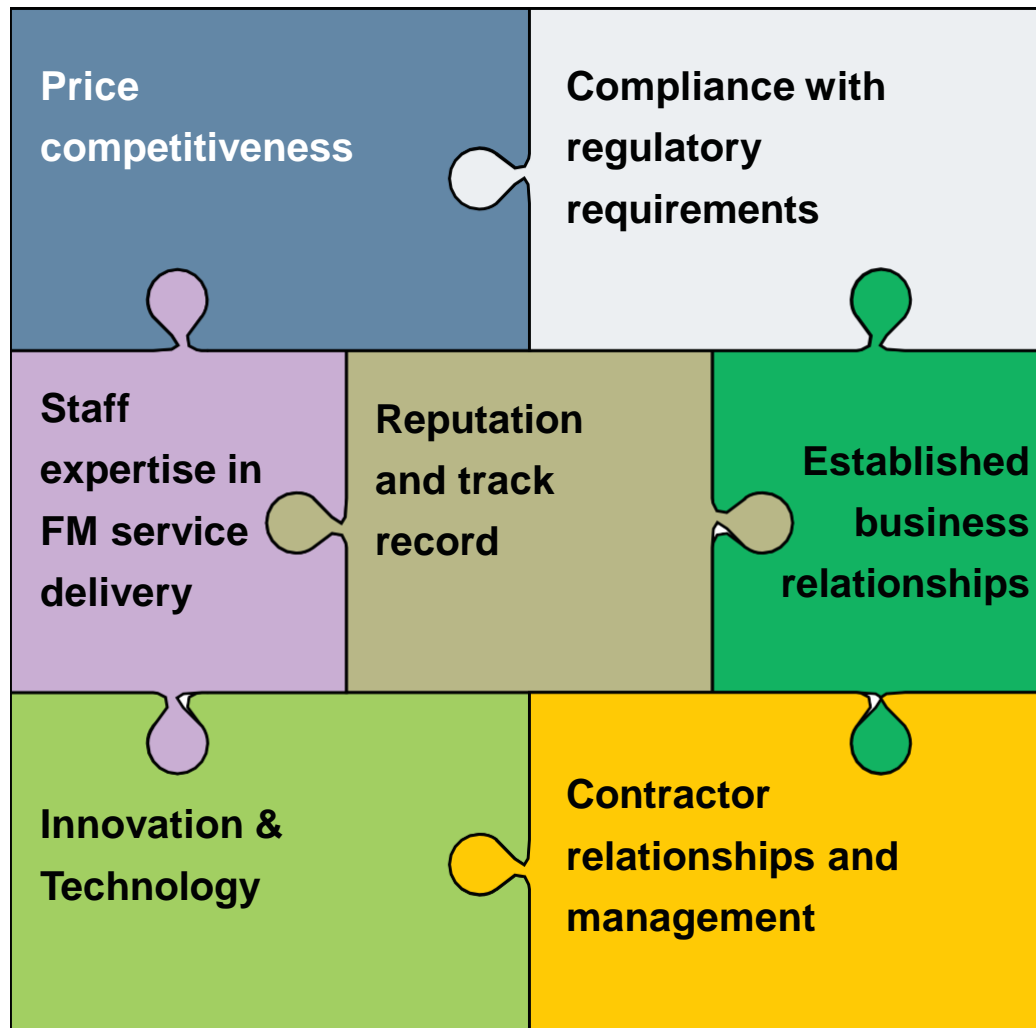 Price
competitiveness
Compliance with
regulatory
requirements
Staff
expertise in
FM service
delivery
Reputation
and track
record
Established
business
relationships
Innovation &
Technology
Contractor
relationships and
management